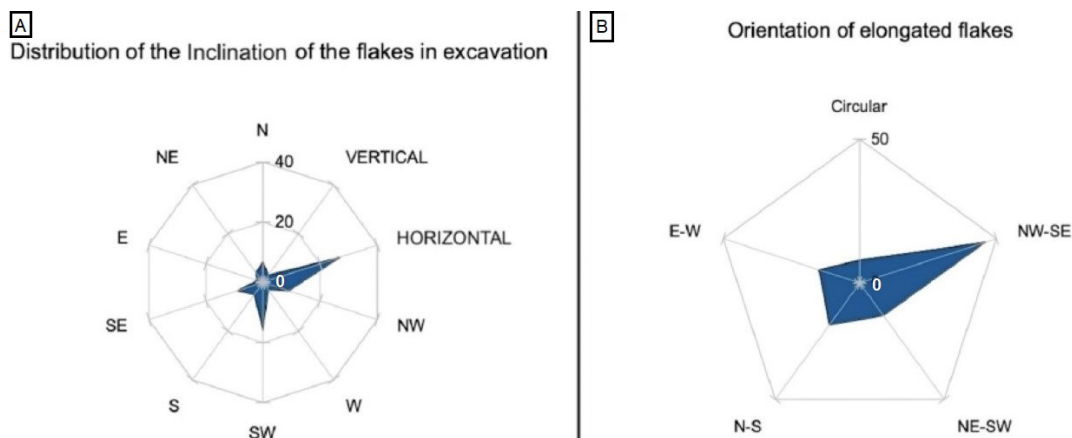 A
Distribution of the Inclination of the flakes in excavation
N
NE
VERTICAL
40
20
E
HORIZONTAL
0
SE
NW
S
W
SW
B
Orientation of elongated flakes
Circular
50
E-W
NW-SE
0
N-S
NE-SW